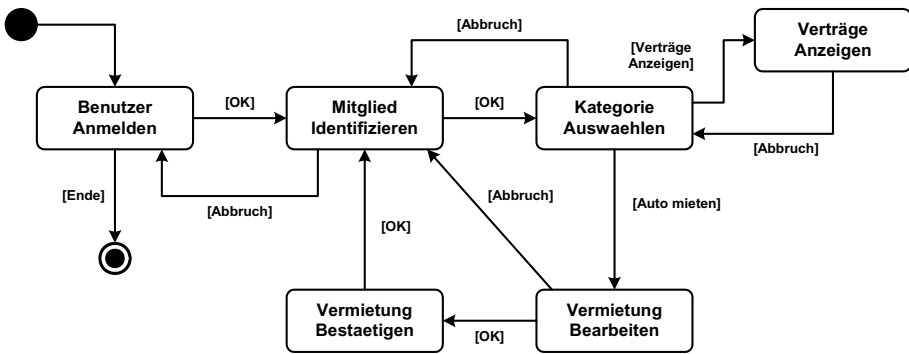 [Abbruch]
Verträge
Anzeigen
[Verträge
Anzeigen]
Benutzer
Anmelden
[OK]
Mitglied
Identifizieren
[OK]
Kategorie
Auswaehlen
[Abbruch]
[Ende]
[Abbruch]
[Abbruch]
[Auto mieten]
[OK]
Vermietung
Bestaetigen
[OK]
Vermietung
Bearbeiten